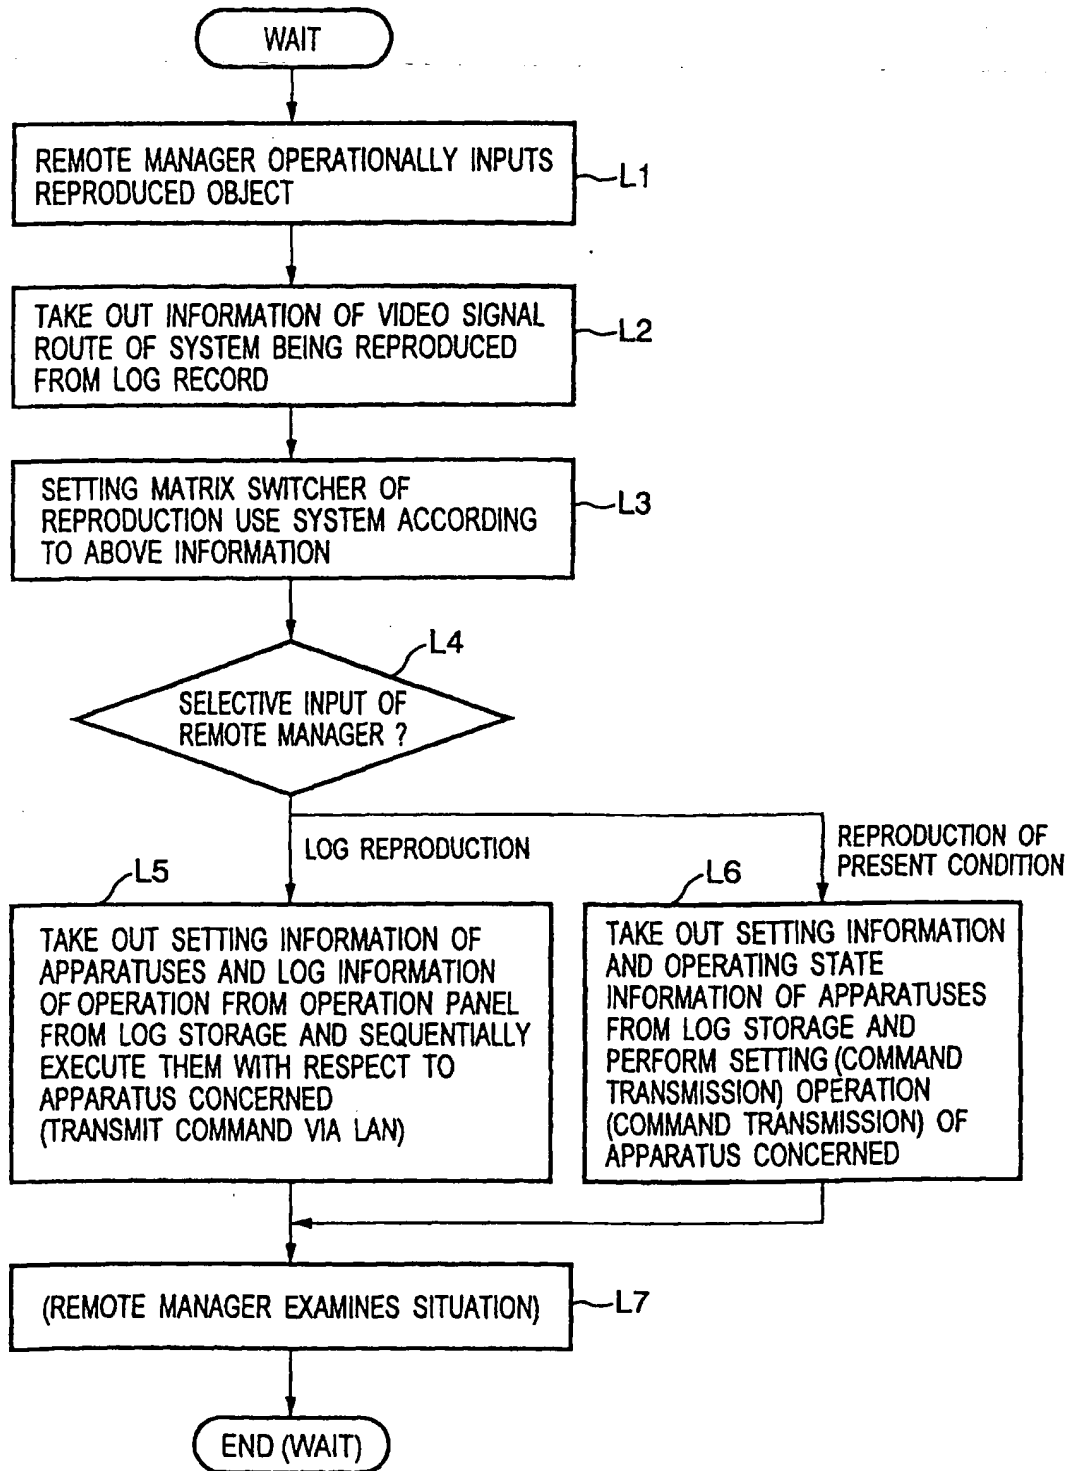 WAIT
REMOTE MANAGER OPERATIONALLY INPUTS
REPRODUCED OBJECT
L1
TAKE OUT INFORMATION OF VIDEO SIGNAL
ROUTE OF SYSTEM BEING REPRODUCED
FROM LOG RECORD
L2
SETTING MATRIX SWITCHER OF
REPRODUCTION USE SYSTEM ACCORDING
TO ABOVE INFORMATION
L3
L4
SELECTIVE INPUT OF
REMOTE MANAGER ?
LOG REPRODUCTION
REPRODUCTION OF
PRESENT CONDITION
L5
TAKE OUT SETTING INFORMATION OF
APPARATUSES AND LOG INFORMATION
OF OPERATION FROM OPERATION PANEL
FROM LOG STORAGE AND SEQUENTIALLY
EXECUTE THEM WITH RESPECT TO
APPARATUS CONCERNED
(TRANSMIT COMMAND VIA LAN)
L6
TAKE OUT SETTING INFORMATION
AND OPERATING STATE
INFORMATION OF APPARATUSES
FROM LOG STORAGE AND
PERFORM SETTING (COMMAND
TRANSMISSION) OPERATION
(COMMAND TRANSMISSION) OF
APPARATUS CONCERNED
(REMOTE MANAGER EXAMINES SITUATION)
L7
END (WAIT)